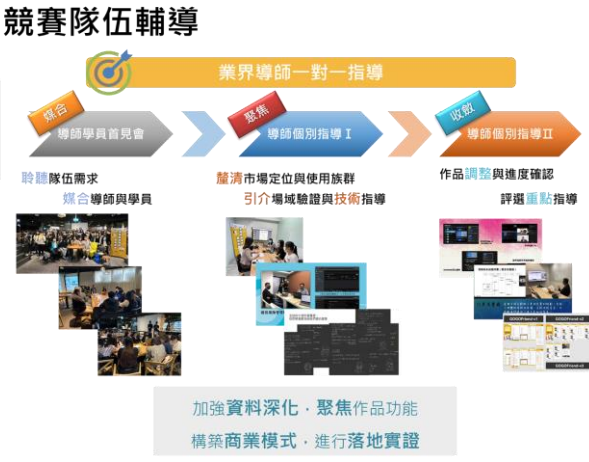 競賽隊伍輔導
業界導師一對一指導
媒合
導師學員首見會
聚焦
導師個別指導 I
收斂
導師個別指導II
聆聽隊伍需求
媒合導師與學員
釐清市場定位與使用族群
引介場域驗證與技術指導
作品調整與進度確認
評選重點指導
GOODFriend-v2
GOODFriend-v2
GOODFriend-v2
加強資料深化．聚焦作品功能
構築商業模式．進行落地實證